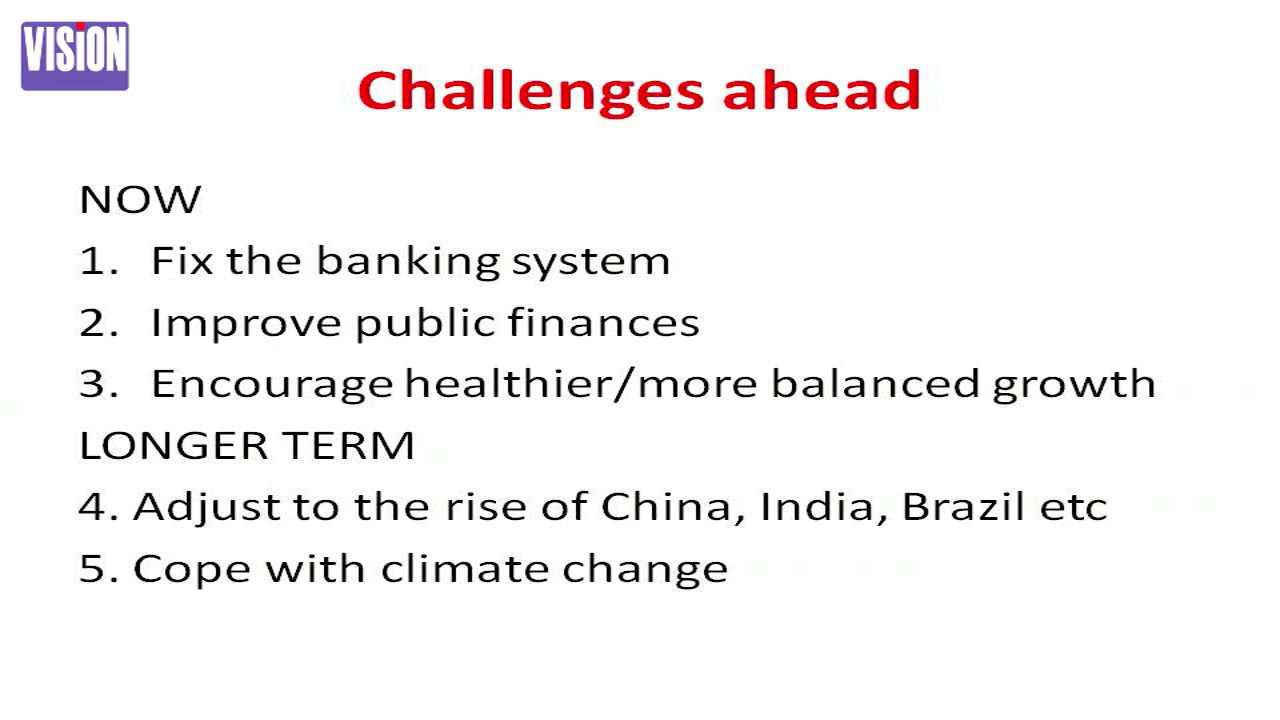 VISiON
Challenges ahead
NOW
1. Fix the banking system
2. Improve public finances
3. Encourage healthier/more balanced growth
LONGER TERM
4. Adjust to the rise of China, India, Brazil etc
5. Cope with climate change